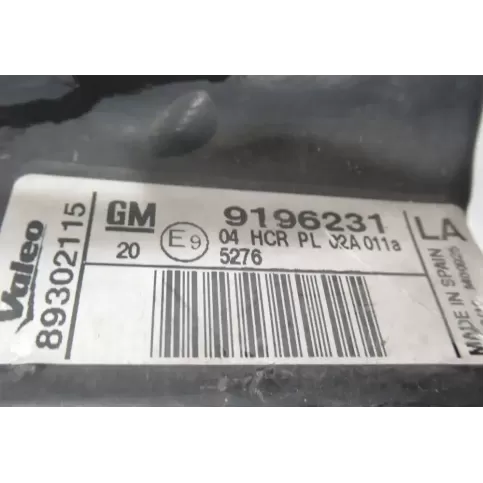 Valeo
89302115
GM
20
E9
9196231
04 HCR PL 02A 011a
5276
LA
MADE IN SPAIN